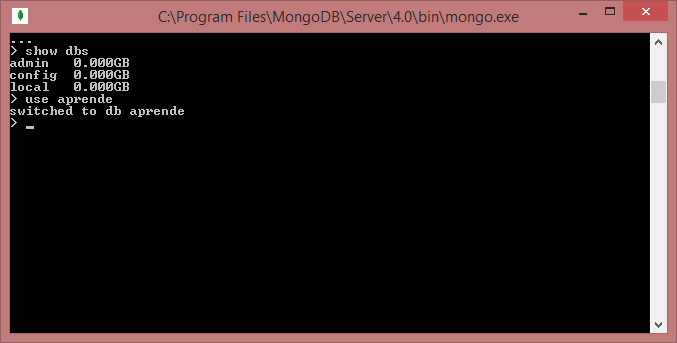 C:\Program Files\MongoDB\Server\4.0\bin\mongo.exe
...
> show dbs
admin   0.000GB
config  0.000GB
local   0.000GB
> use aprende
switched to db aprende
> _